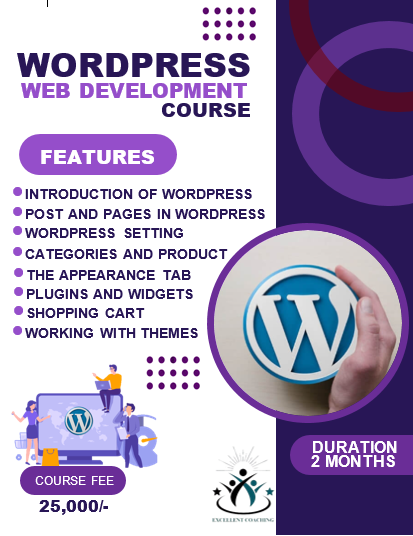 WORDPRESS
WEB DEVELOPMENT
COURSE
FEATURES
INTRODUCTION OF WORDPRESS
POST AND PAGES IN WORDPRESS
WORDPRESS SETTING
CATEGORIES AND PRODUCT
THE APPEARANCE TAB
PLUGINS AND WIDGETS
SHOPPING CART
WORKING WITH THEMES
W
W
DURATION
2 MONTHS
COURSE FEE
25,000/-
EXCELLENT COACHING